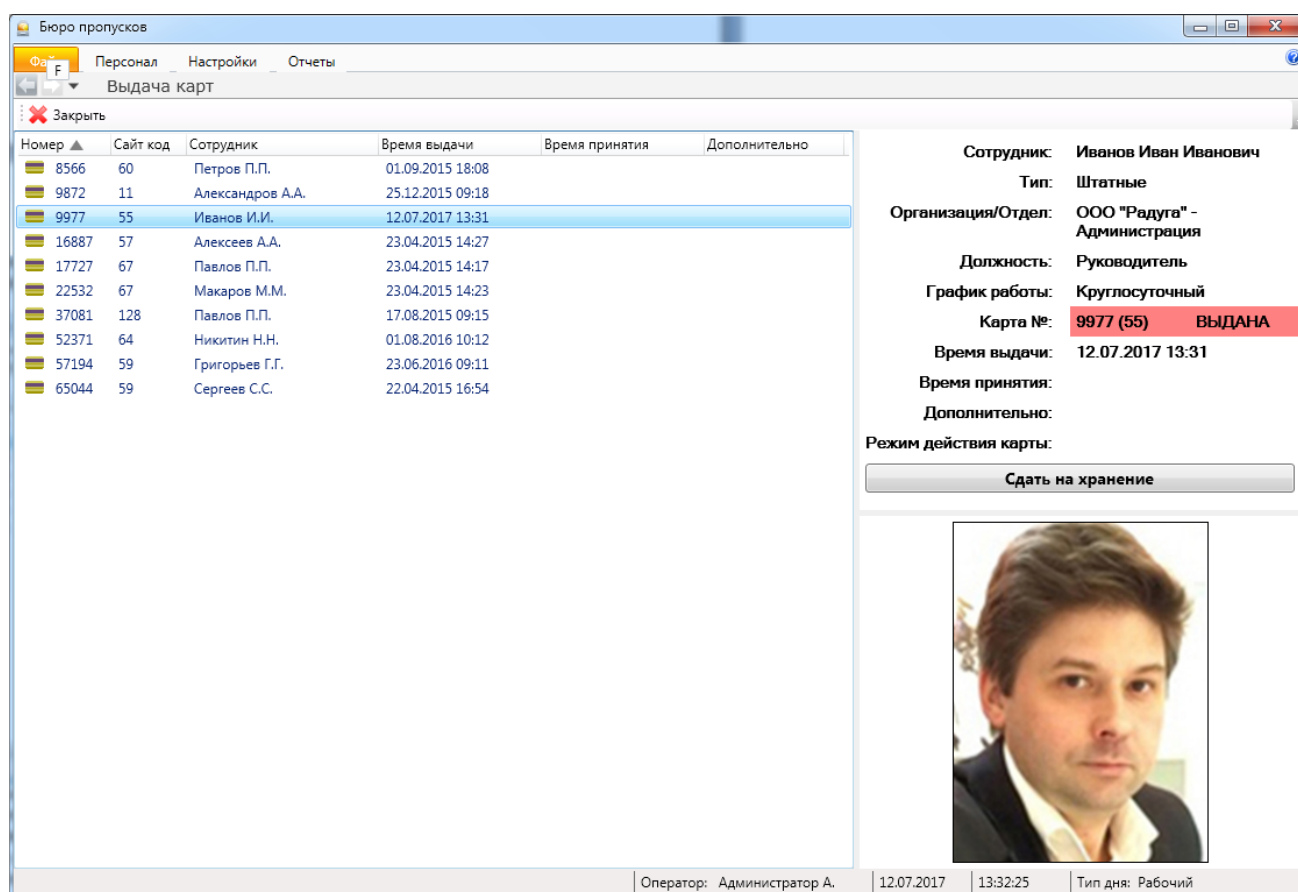 Бюро пропусков
Фа
F
Персонал Настройки Отчеты
Выдача карт
Закрыть
Номер Сайт код Сотрудник Время выдачи Время принятия Дополнительно
8566 60 Петров П.П. 01.09.2015 18:08
9872 11 Александров А.А. 25.12.2015 09:18
9977 55 Иванов И.И. 12.07.2017 13:31
16887 57 Алексеев А.А. 23.04.2015 14:27
17727 67 Павлов П.П. 23.04.2015 14:17
22532 67 Макаров М.М. 23.04.2015 14:23
37081 128 Павлов П.П. 17.08.2015 09:15
52371 64 Никитин Н.Н. 01.08.2016 10:12
57194 59 Григорьев Г.Г. 23.06.2016 09:11
65044 59 Сергеев С.С. 22.04.2015 16:54
Сотрудник: Иванов Иван Иванович
Тип: Штатные
Организация/Отдел: ООО "Радуга" -
Администрация
Должность: Руководитель
График работы: Круглосуточный
Карта №: 9977 (55) ВЫДАНА
Время выдачи: 12.07.2017 13:31
Время принятия:
Дополнительно:
Режим действия карты:
Сдать на хранение
Оператор: Администратор А. 12.07.2017 13:32:25 Тип дня: Рабочий